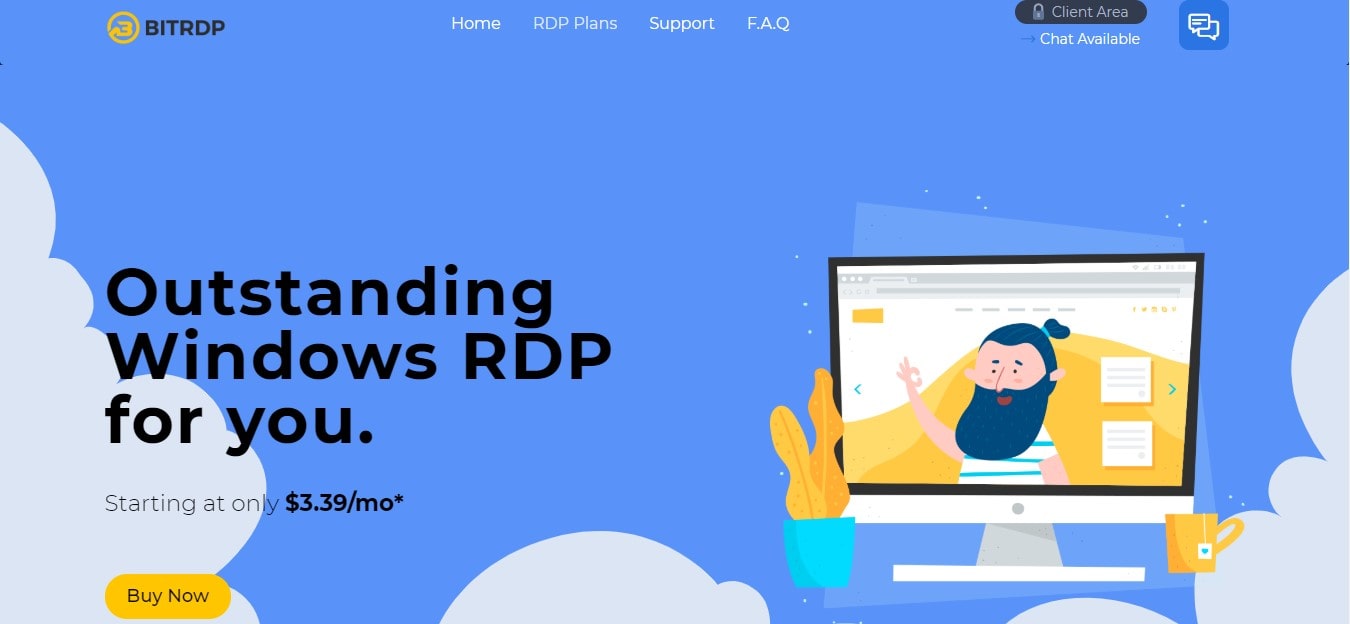 BITRDP
Home
RDP Plans
Support
F.A.Q
Client Area
Chat Available
Outstanding
Windows RDP
for you.
Starting at only $3.39/mo*
Buy Now